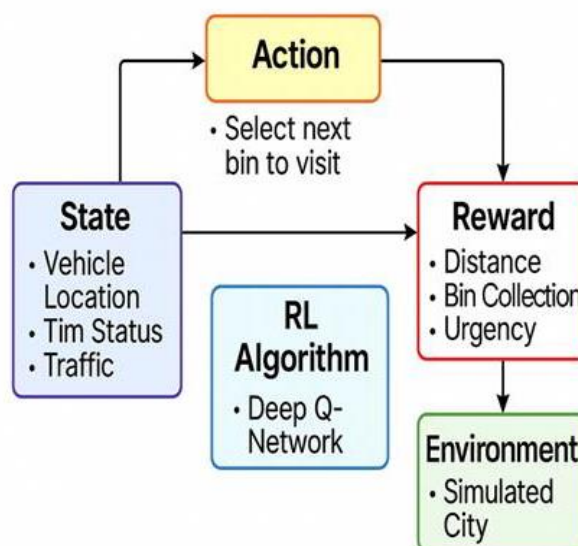 Action
• Select next
bin to visit
State
• Vehicle
Location
• Tim Status
• Traffic
Reward
• Distance
• Bin Collection
• Urgency
RL
Algorithm
• Deep Q-
Network
Environment
• Simulated
City